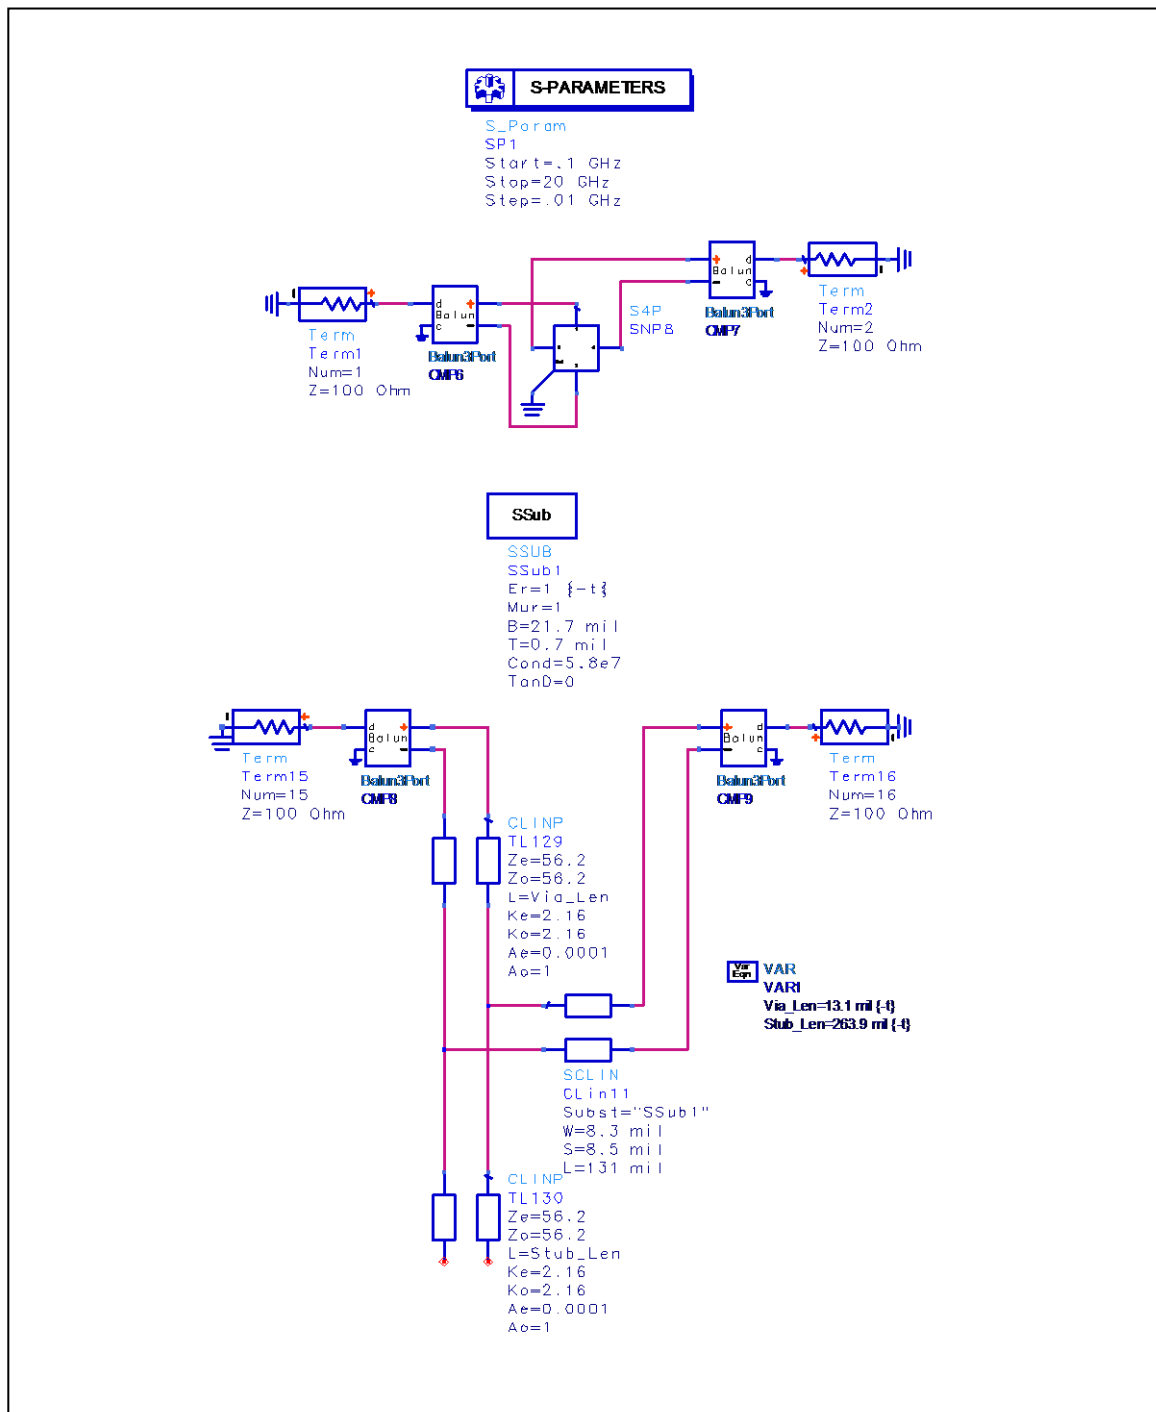 S-PARAMETERS
S_Param
SP1
Start=.1 GHz
Stop=20 GHz
Step=.01 GHz
Term
Term1
Num=1
Z=100 Ohm
d
Balun
c
+
-
Balun3Port
CMP6
S4P
SNP8
d
Balun
c
+
-
Balun3Port
CMP7
Term
Term2
Num=2
Z=100 Ohm
SSub
SSUB
SSub1
Er=1 {-t}
Mur=1
B=21.7 mil
T=0.7 mil
Cond=5.8e7
TanD=0
Term
Term15
Num=15
Z=100 Ohm
d
Balun
c
+
-
Balun3Port
CMP8
d
Balun
c
+
-
Balun3Port
CMP9
Term
Term16
Num=16
Z=100 Ohm
CLINP
TL129
Ze=56.2
Zo=56.2
L=Via_Len
Ke=2.16
Ko=2.16
Ae=0.0001
Ao=1
Var
Eqn
VAR
VAR1
Via_Len=13.1 mil {-t}
Stub_Len=263.9 mil {-t}
SCLIN
CLin11
Subst="SSub1"
W=8.3 mil
S=8.5 mil
L=131 mil
CLINP
TL130
Ze=56.2
Zo=56.2
L=Stub_Len
Ke=2.16
Ko=2.16
Ae=0.0001
Ao=1